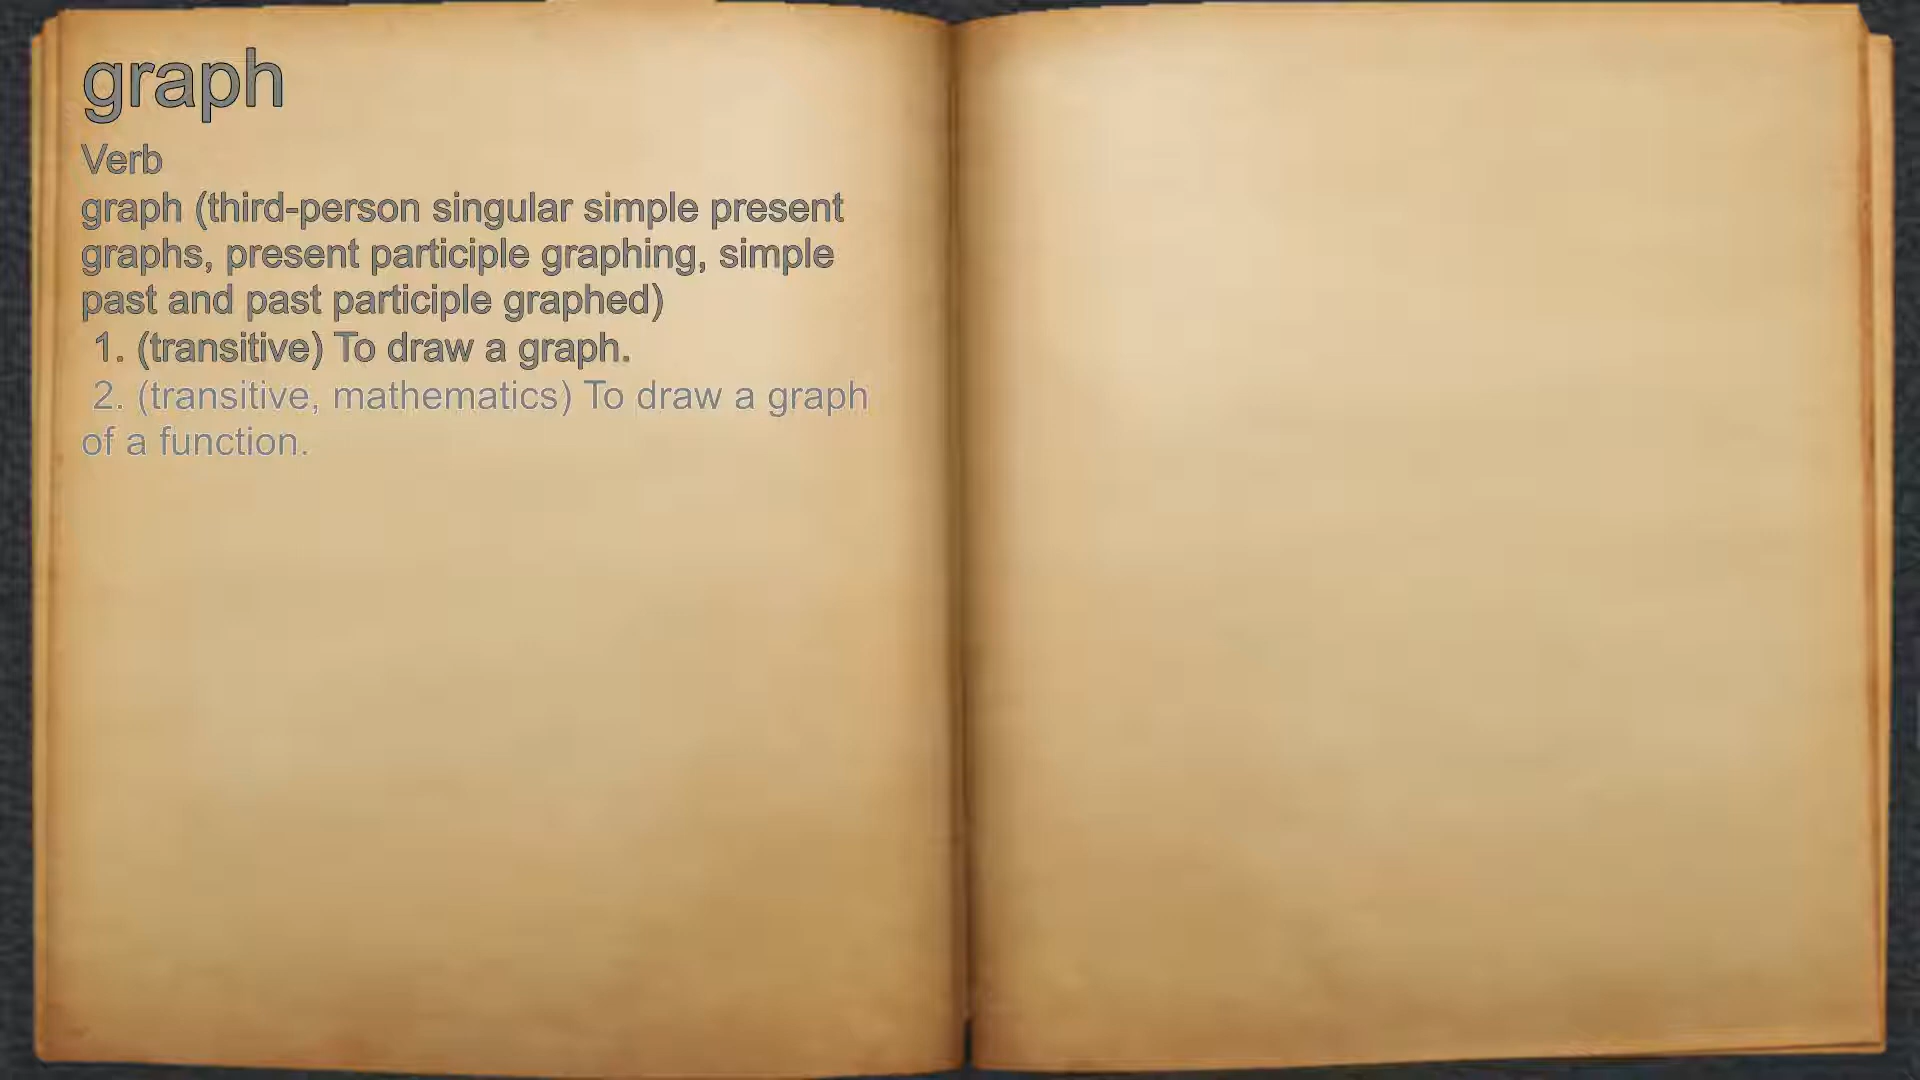 graph
Verb
graph (third-person singular simple present
graphs, present participle graphing, simple
past and past participle graphed)
1. (transitive) To draw a graph.
2. (transitive, mathematics) To draw a graph
of a function.